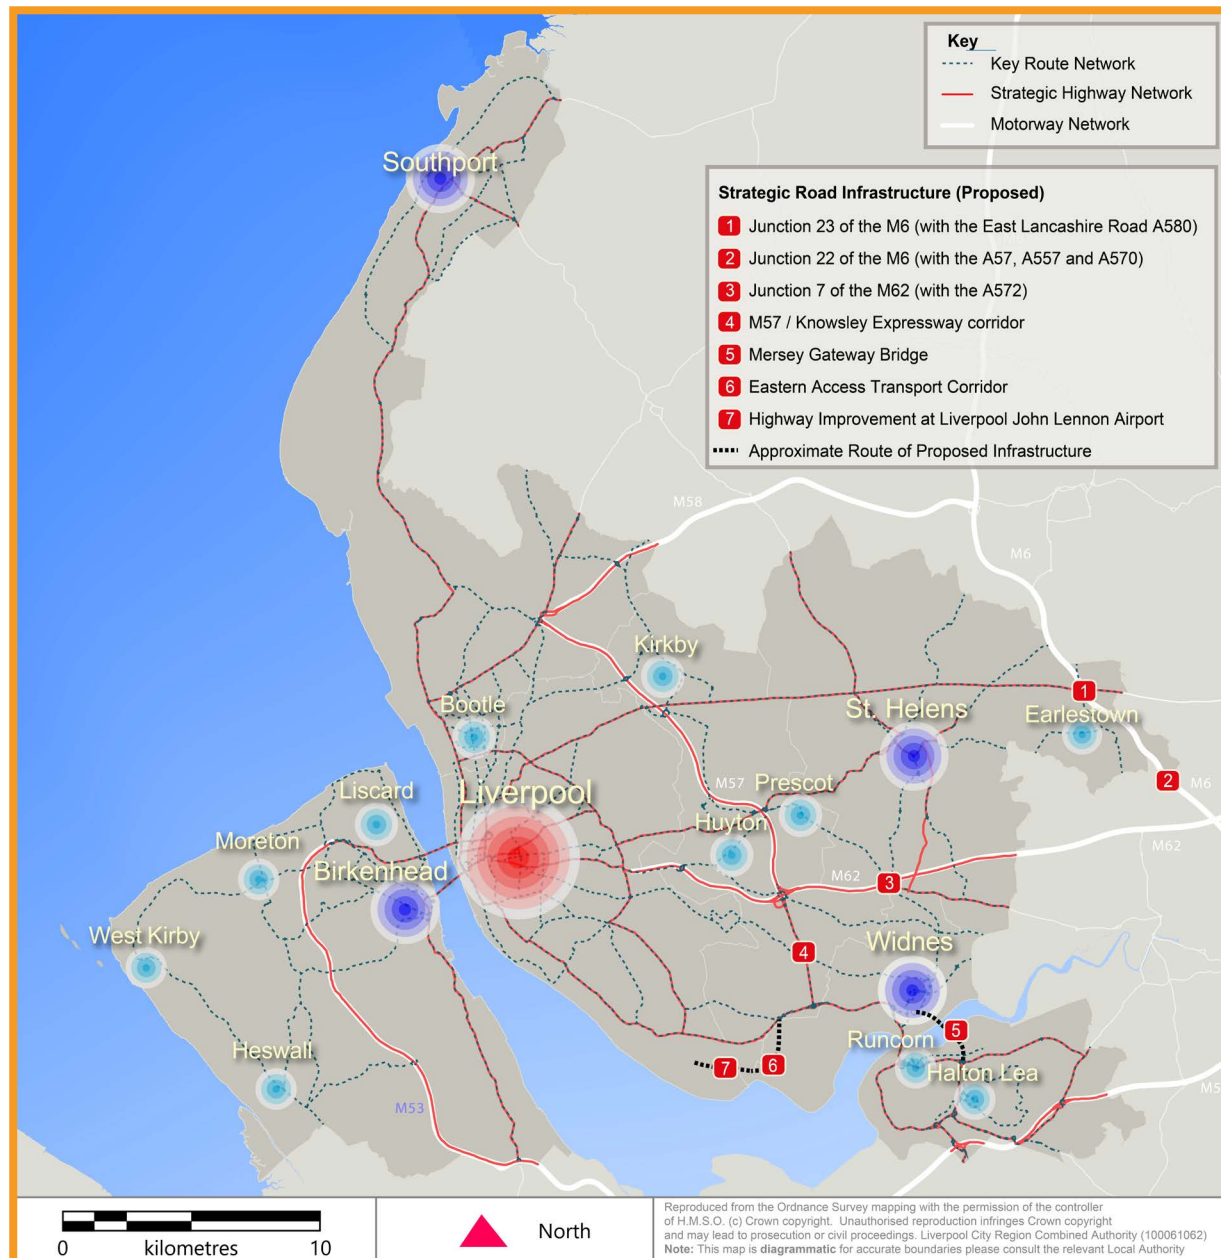 Key
Key Route Network
Strategic Highway Network
Motorway Network
Strategic Road Infrastructure (Proposed)
1 Junction 23 of the M6 (with the East Lancashire Road A580)
2 Junction 22 of the M6 (with the A57, A557 and A570)
3 Junction 7 of the M62 (with the A572)
4 M57 / Knowsley Expressway corridor
5 Mersey Gateway Bridge
6 Eastern Access Transport Corridor
7 Highway Improvement at Liverpool John Lennon Airport
Approximate Route of Proposed Infrastructure
Southport
M58
M6
Kirkby
1
Bootle
St. Helens
Earlestown
M57
Prescot
2
M6
Liscard
Liverpool
Huyton
Moreton
Birkenhead
M62
M62
3
West Kirby
4
Widnes
5
Runcorn
Heswall
7
6
Halton Lea
M53
M5
0 kilometres 10
North
Reproduced from the Ordnance Survey mapping with the permission of the controller
of H.M.S.O. (c) Crown copyright. Unauthorised reproduction infringes Crown copyright
and may lead to prosecution or civil proceedings. Liverpool City Region Combined Authority (100061062)
Note: This map is diagrammatic for accurate boundaries please consult the relevant Local Authority